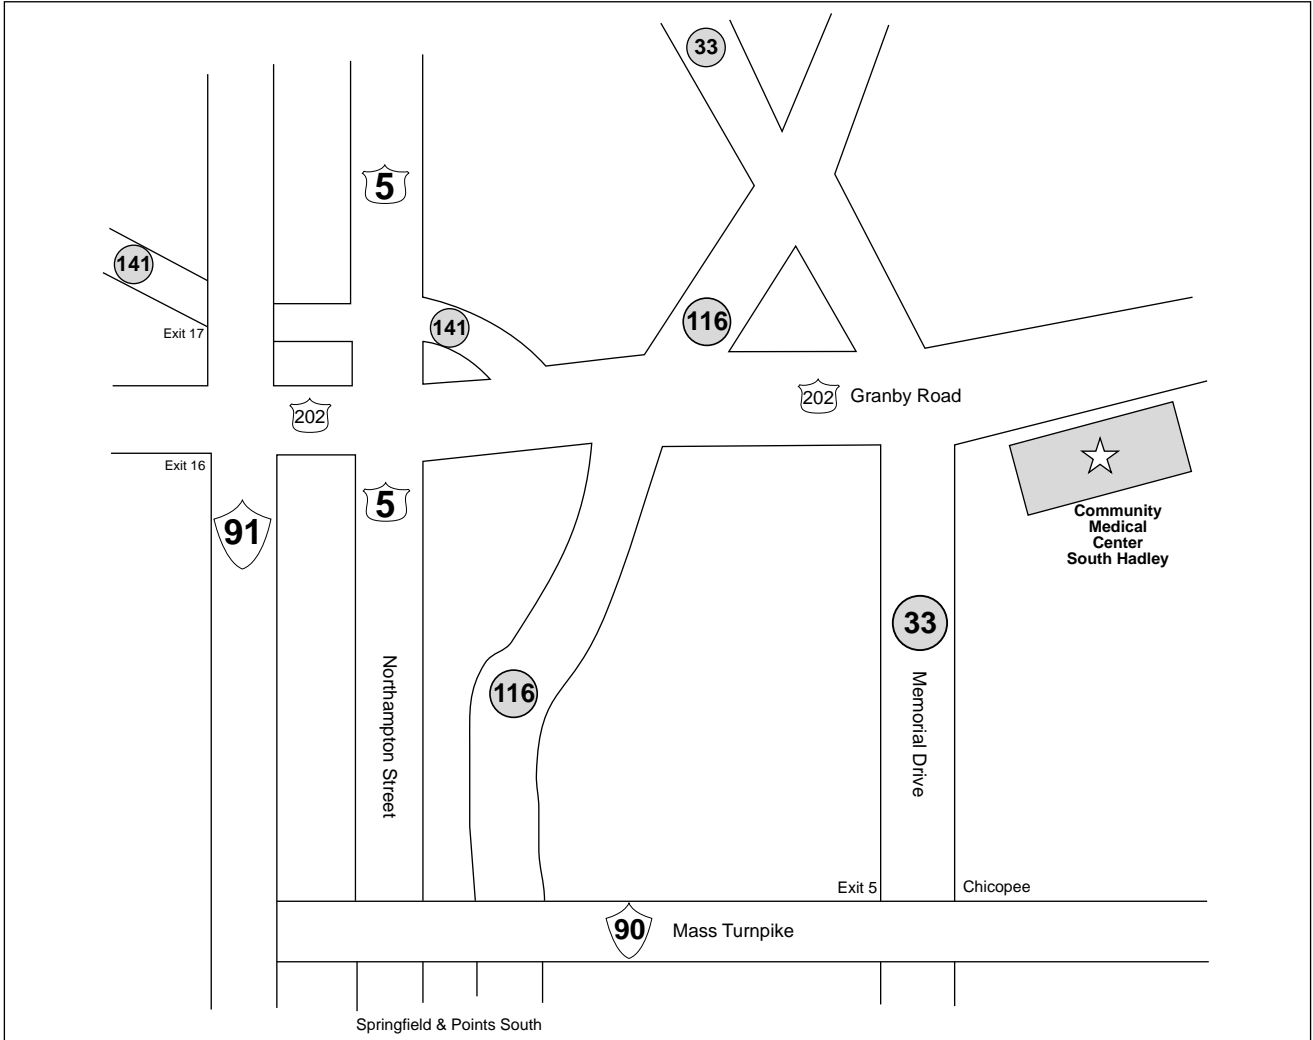 33
5
141
Exit 17
141
116
202
202
Granby Road
Exit 16
5
91
Community
Medical
Center
South Hadley
33
116
Northampton Street
Memorial Drive
Exit 5
Chicopee
90
Mass Turnpike
Springfield & Points South